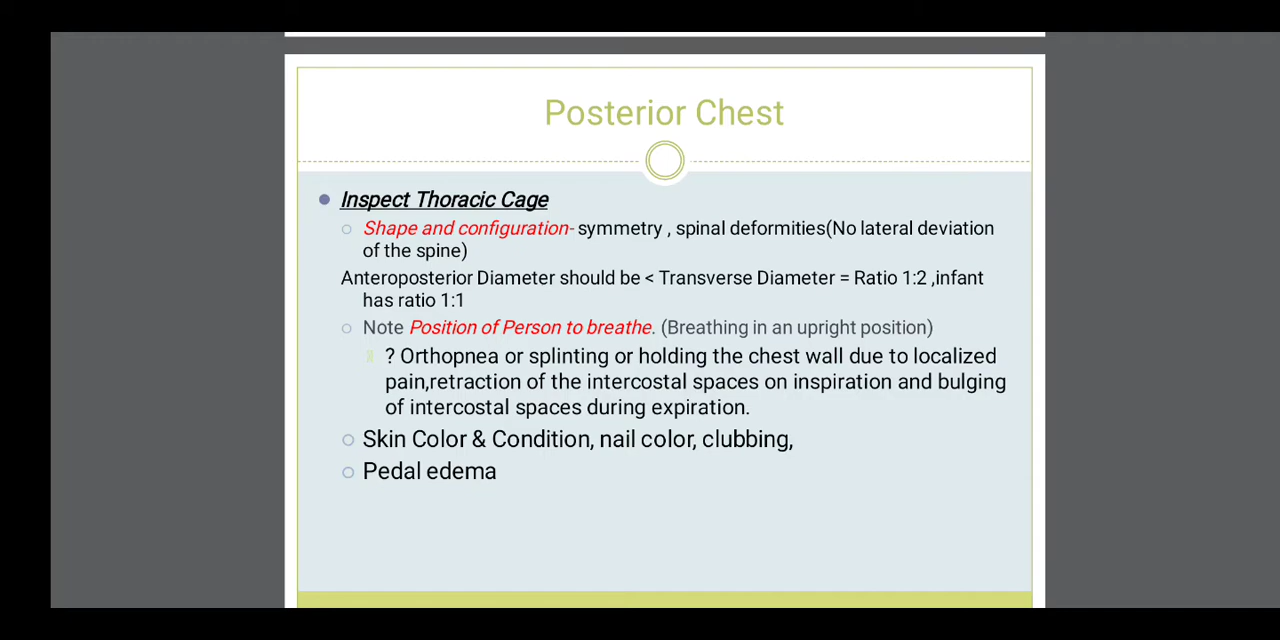 Posterior Chest
Inspect Thoracic Cage
Shape and configuration- symmetry , spinal deformities(No lateral deviation
of the spine)
Anteroposterior Diameter should be < Transverse Diameter = Ratio 1:2 ,infant
has ratio 1:1
Note Position of Person to breathe. (Breathing in an upright position)
? Orthopnea or splinting or holding the chest wall due to localized
pain,retraction of the intercostal spaces on inspiration and bulging
of intercostal spaces during expiration.
Skin Color & Condition, nail color, clubbing,
Pedal edema